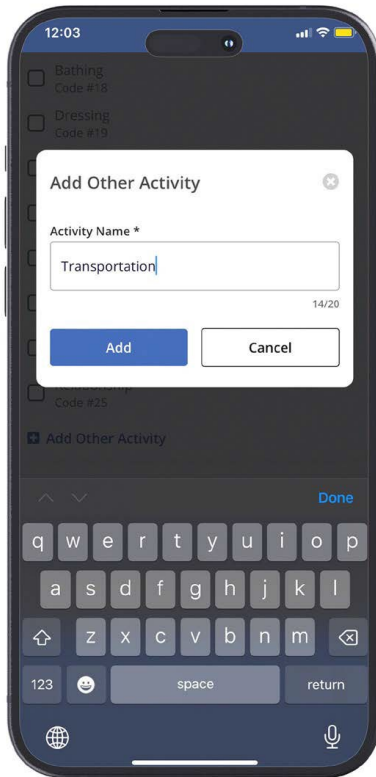 12:03
Bathing
Code #18
Dressing
Code #19
Add Other Activity
Activity Name *
Transportation
14/20
Add
Cancel
Relationship
Code #25
Add Other Activity
Done
q w e r t y u i o p
a s d f g h j k l
z x c v b n m
123
space
return